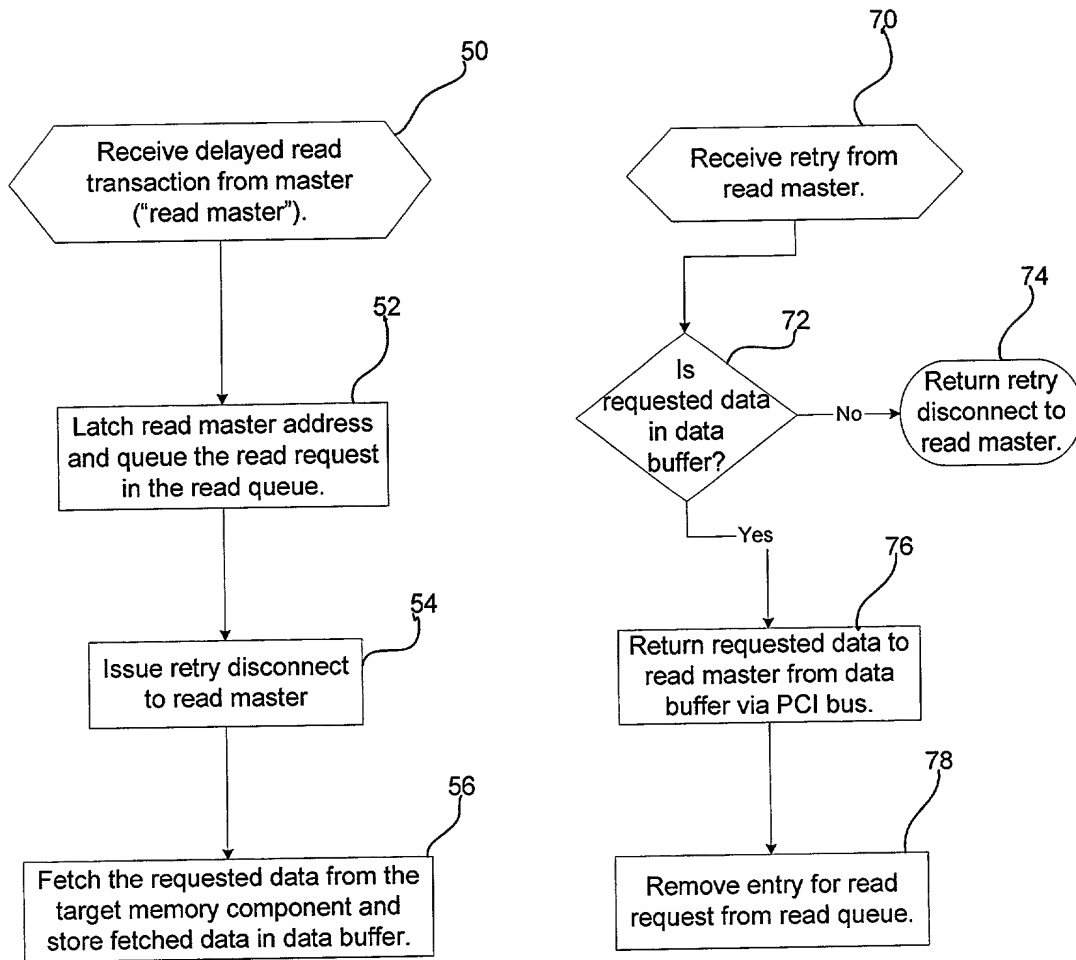 50
Receive delayed read
transaction from master
("read master").
52
Latch read master address
and queue the read request
in the read queue.
54
Issue retry disconnect
to read master
56
Fetch the requested data from the
target memory component and
store fetched data in data buffer.
70
Receive retry from
read master.
72
Is
requested data
in data
buffer?
No
74
Return retry
disconnect to
read master.
Yes
76
Return requested data to
read master from data
buffer via PCI bus.
78
Remove entry for read
request from read queue.